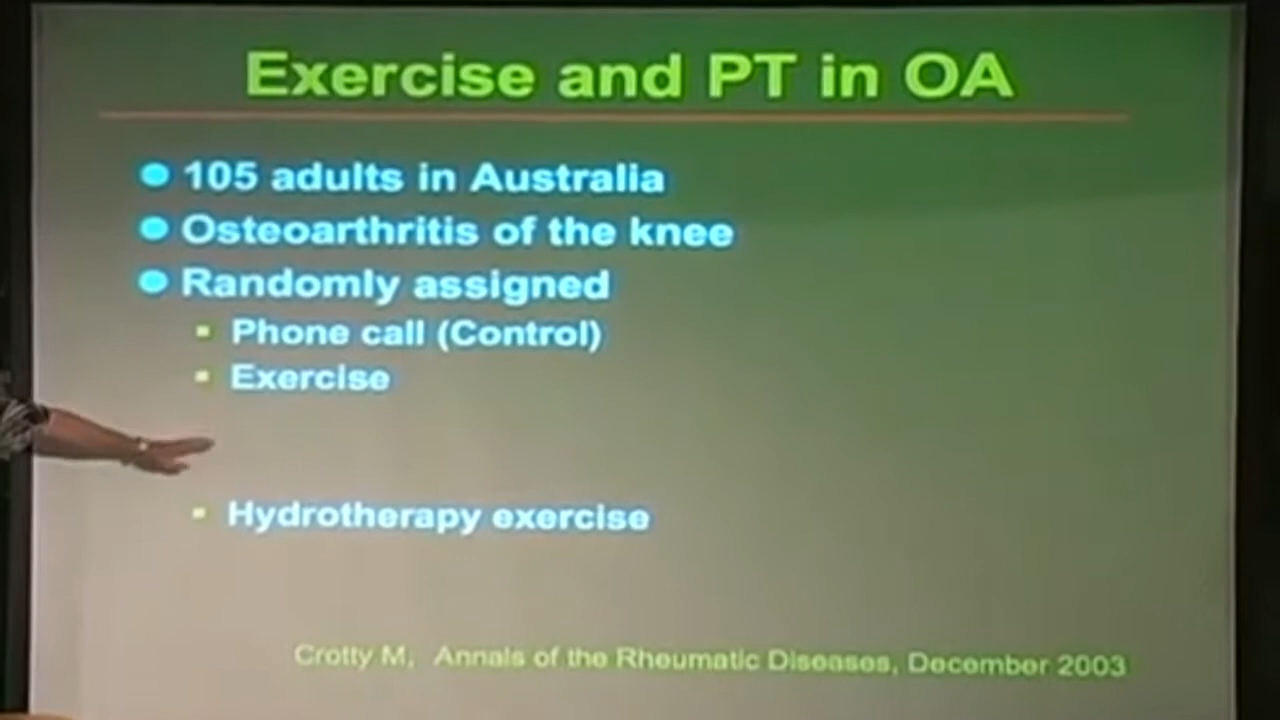 Exercise and PT in OA
105 adults in Australia
Osteoarthritis of the knee
Randomly assigned
Phone call (Control)
Exercise
Hydrotherapy exercise
Crotty M, Annals of the Rheumatic Diseases, December 2003